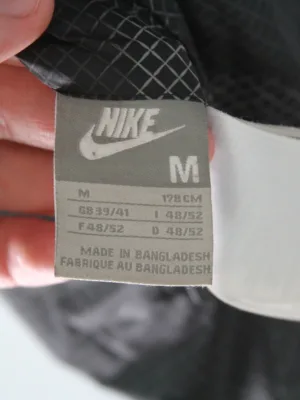 NIKE
M
M 178CM
GB39/41 I 48/52
F48/52 D 48/52
MADE IN BANGLADESH
FABRIQUE AU BANGLADESH